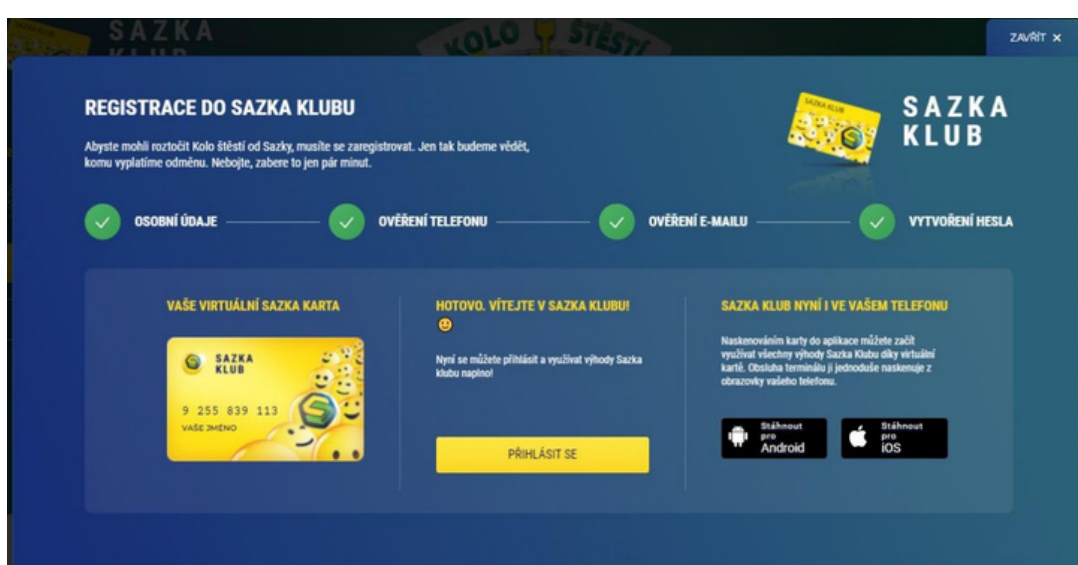 SAZKA
KLUB
KOLO ŠTĚSTÍ
ZAVŘÍT ×
REGISTRACE DO SAZKA KLUBU
Abyste mohli roztočit Kolo štěstí od Sazky, musíte se zaregistrovat. Jen tak budeme vědět,
komu vyplatíme odměnu. Nebojte, zabere to jen pár minut.
SAZKA KLUB
SAZKA
KLUB
OSOBNÍ ÚDAJE
OVĚŘENÍ TELEFONU
OVĚŘENÍ E-MAILU
VYTVOŘENÍ HESLA
VAŠE VIRTUÁLNÍ SAZKA KARTA
SAZKA
KLUB
9 255 839 113
VAŠE JMÉNO
HOTOVO. VÍTEJTE V SAZKA KLUBU!
Nyní se můžete přihlásit a využívat výhody Sazka
klubu naplno!
PŘIHLÁSIT SE
SAZKA KLUB NYNÍ I VE VAŠEM TELEFONU
Naskenováním karty do aplikace můžete začít
využívat všechny výhody Sazka Klubu díky virtuální
kartě. Obsluha terminálu ji jednoduše naskenuje z
obrazovky vašeho telefonu.
Stáhnout
pro
Android
Stáhnout
pro
iOS